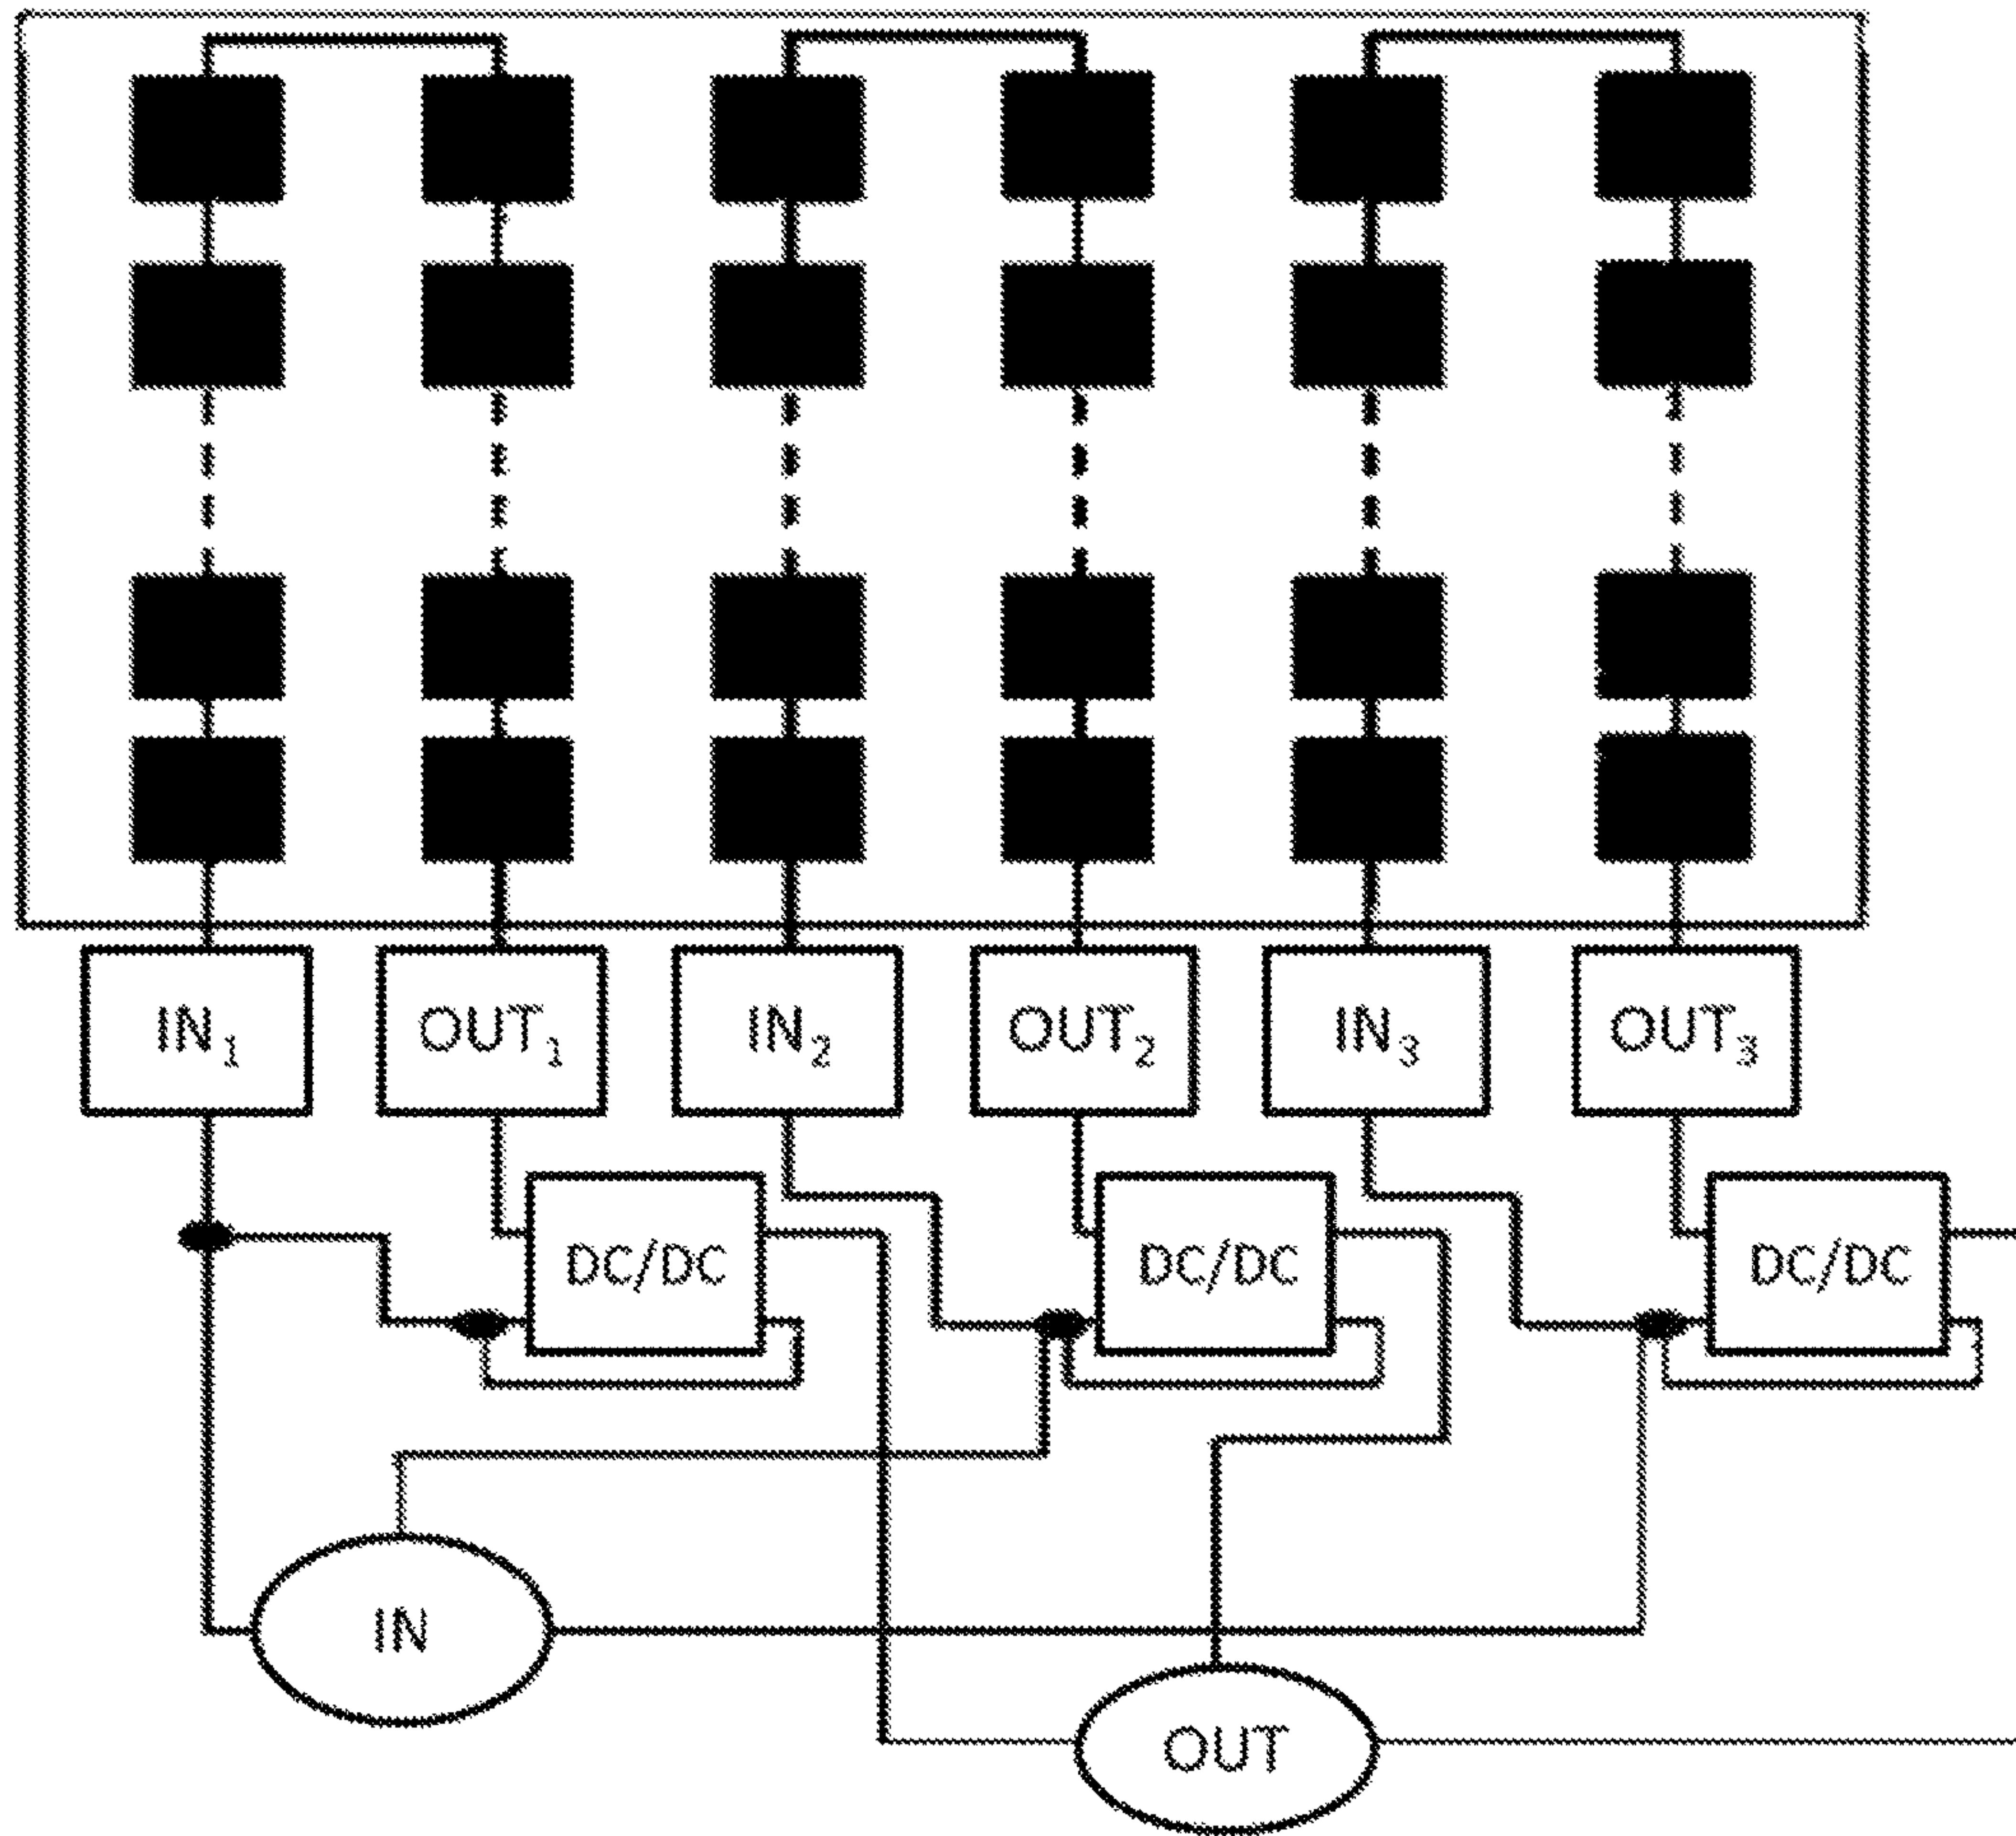 IN₁
OUT₁
IN₂
OUT₂
IN₃
OUT₃
DC/DC
DC/DC
DC/DC
IN
OUT